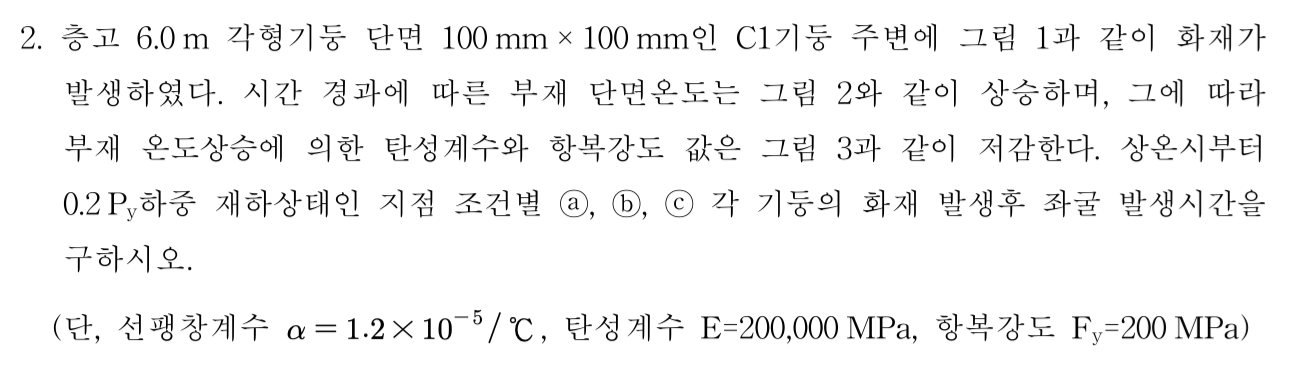 2. 층고 6.0 m 각형기둥 단면 100 mm × 100 mm인 C1기둥 주변에 그림 1과 같이 화재가
발생하였다. 시간 경과에 따른 부재 단면온도는 그림 2와 같이 상승하며, 그에 따라
부재 온도상승에 의한 탄성계수와 항복강도 값은 그림 3과 같이 저감한다. 상온시부터
0.2 Py하중 재하상태인 지점 조건별 ⓐ, ⓑ, ⓒ 각 기둥의 화재 발생후 좌굴 발생시간을
구하시오.
(단, 선팽창계수 α = 1.2 × 10⁻⁵/℃, 탄성계수 E=200,000 MPa, 항복강도 Fy=200 MPa)